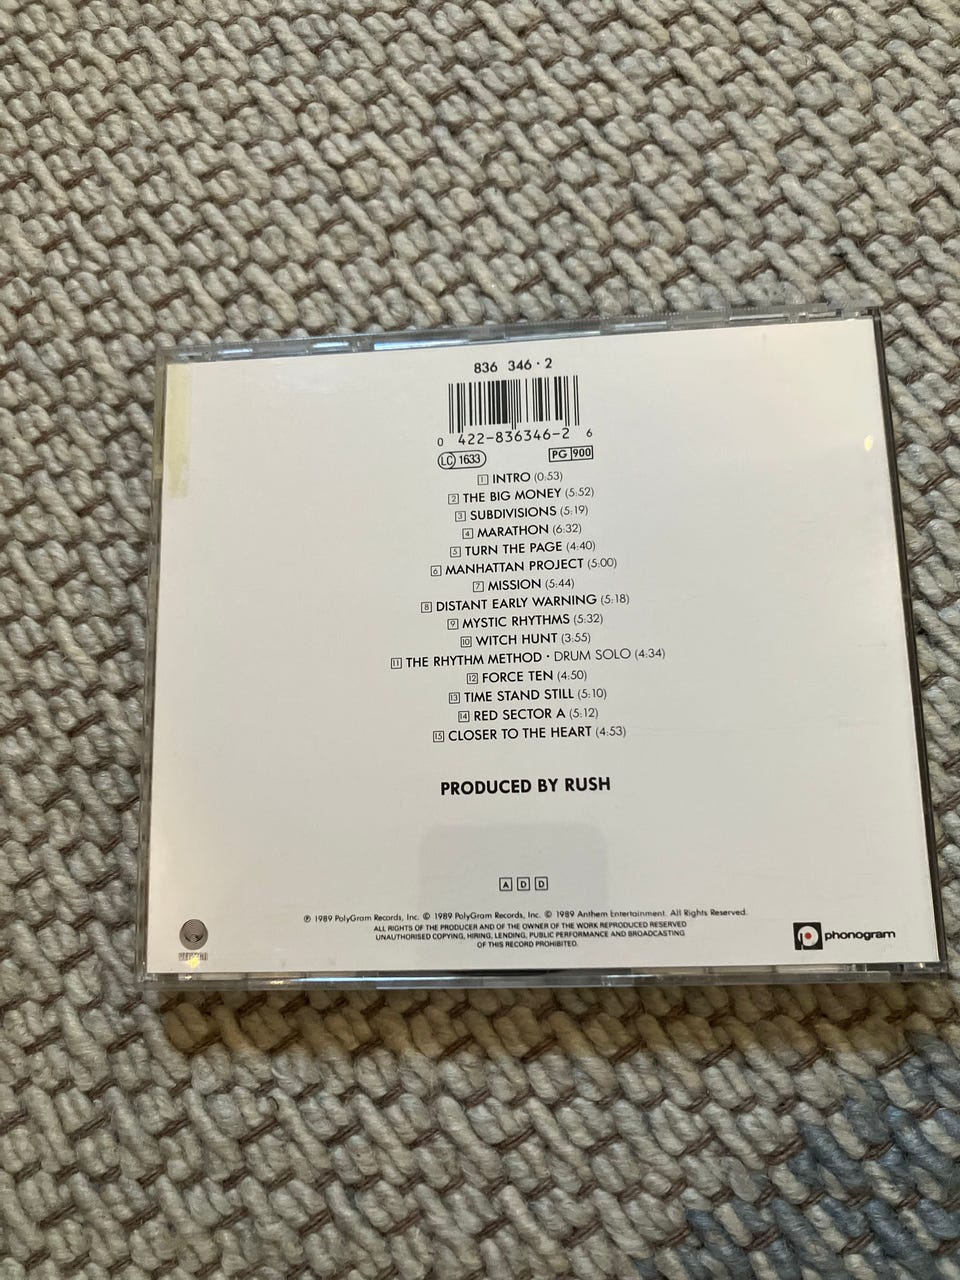 836 346 · 2
0 422-836346-2 6
LC 1633 PG 900
1 INTRO (0:53)
2 THE BIG MONEY (5:52)
3 SUBDIVISIONS (5:19)
4 MARATHON (6:32)
5 TURN THE PAGE (4:40)
6 MANHATTAN PROJECT (5:00)
7 MISSION (5:44)
8 DISTANT EARLY WARNING (5:18)
9 MYSTIC RHYTHMS (5:32)
10 WITCH HUNT (3:55)
11 THE RHYTHM METHOD · DRUM SOLO (4:34)
12 FORCE TEN (4:50)
13 TIME STAND STILL (5:10)
14 RED SECTOR A (5:12)
15 CLOSER TO THE HEART (4:53)
PRODUCED BY RUSH
A D D
℗ 1989 PolyGram Records, Inc. © 1989 PolyGram Records, Inc. © 1989 Anthem Entertainment. All Rights Reserved.
ALL RIGHTS OF THE PRODUCER AND OF THE OWNER OF THE WORK REPRODUCED RESERVED
UNAUTHORISED COPYING, HIRING, LENDING, PUBLIC PERFORMANCE AND BROADCASTING
OF THIS RECORD PROHIBITED.
phonogram